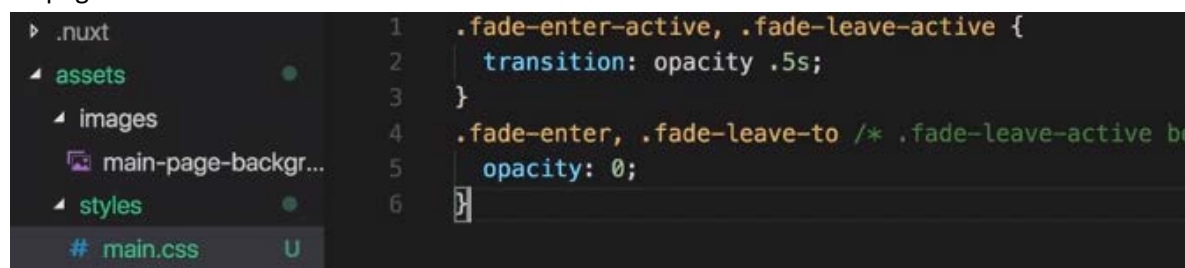 .nuxt
assets
images
main-page-backgr...
styles
# main.css U
1 .fade-enter-active, .fade-leave-active {
2 transition: opacity .5s;
3 }
4 .fade-enter, .fade-leave-to /* .fade-leave-active be
5 opacity: 0;
6 }